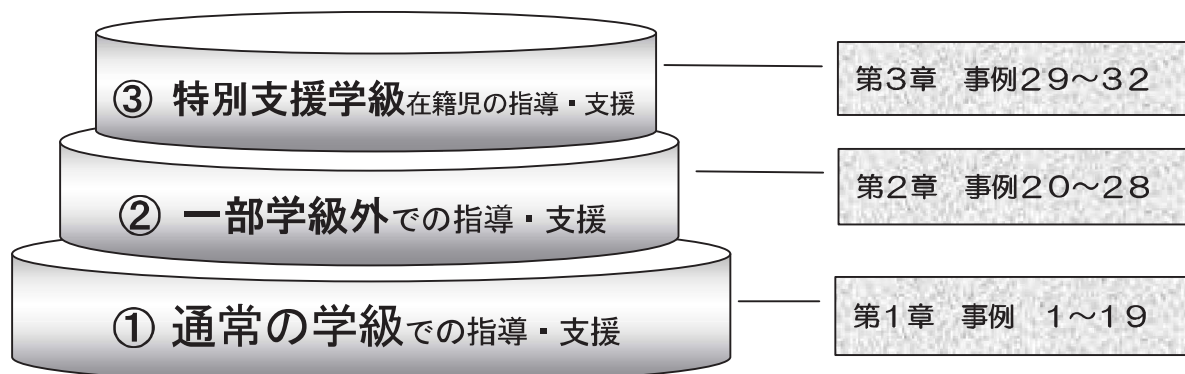 ③ 特別支援学級在籍児の指導・支援
第3章 事例29～32
② 一部学級外での指導・支援
第2章 事例20～28
① 通常の学級での指導・支援
第1章 事例 1～19